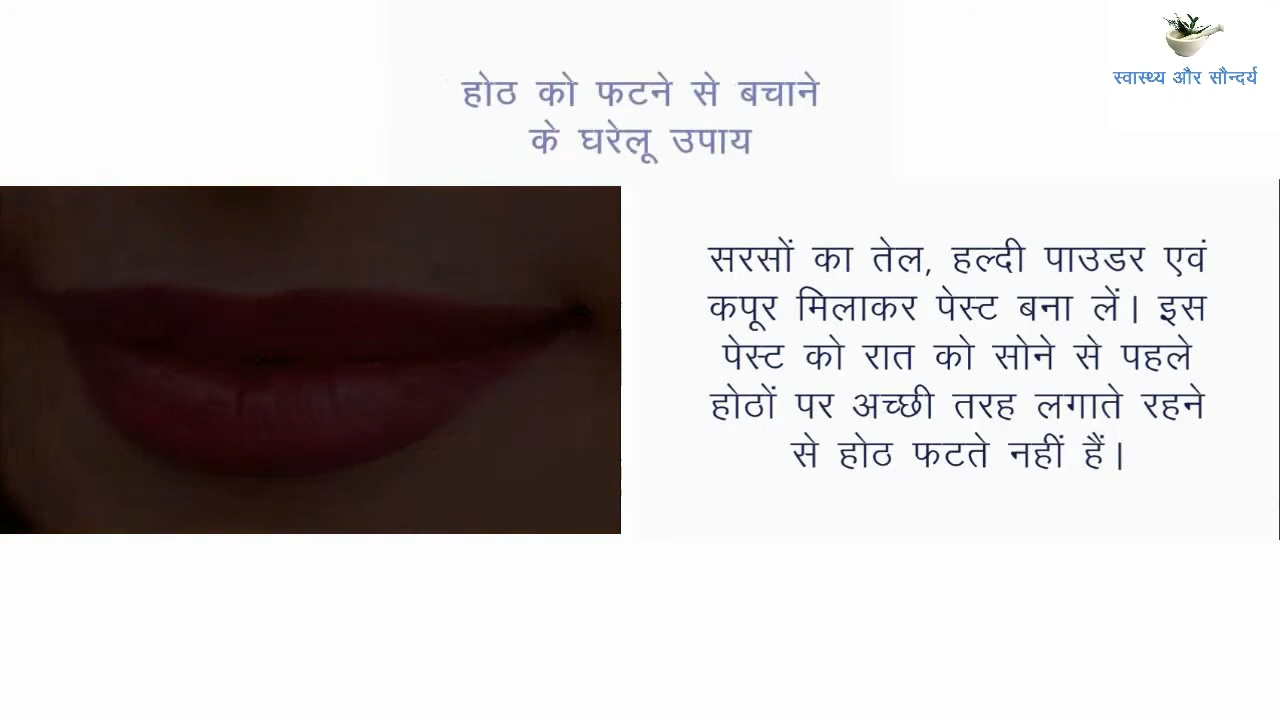 स्वास्थ्य और सौन्दर्य
होठ को फटने से बचाने
के घरेलू उपाय
सरसों का तेल, हल्दी पाउडर एवं
कपूर मिलाकर पेस्ट बना लें। इस
पेस्ट को रात को सोने से पहले
होठों पर अच्छी तरह लगाते रहने
से होठ फटते नहीं हैं।